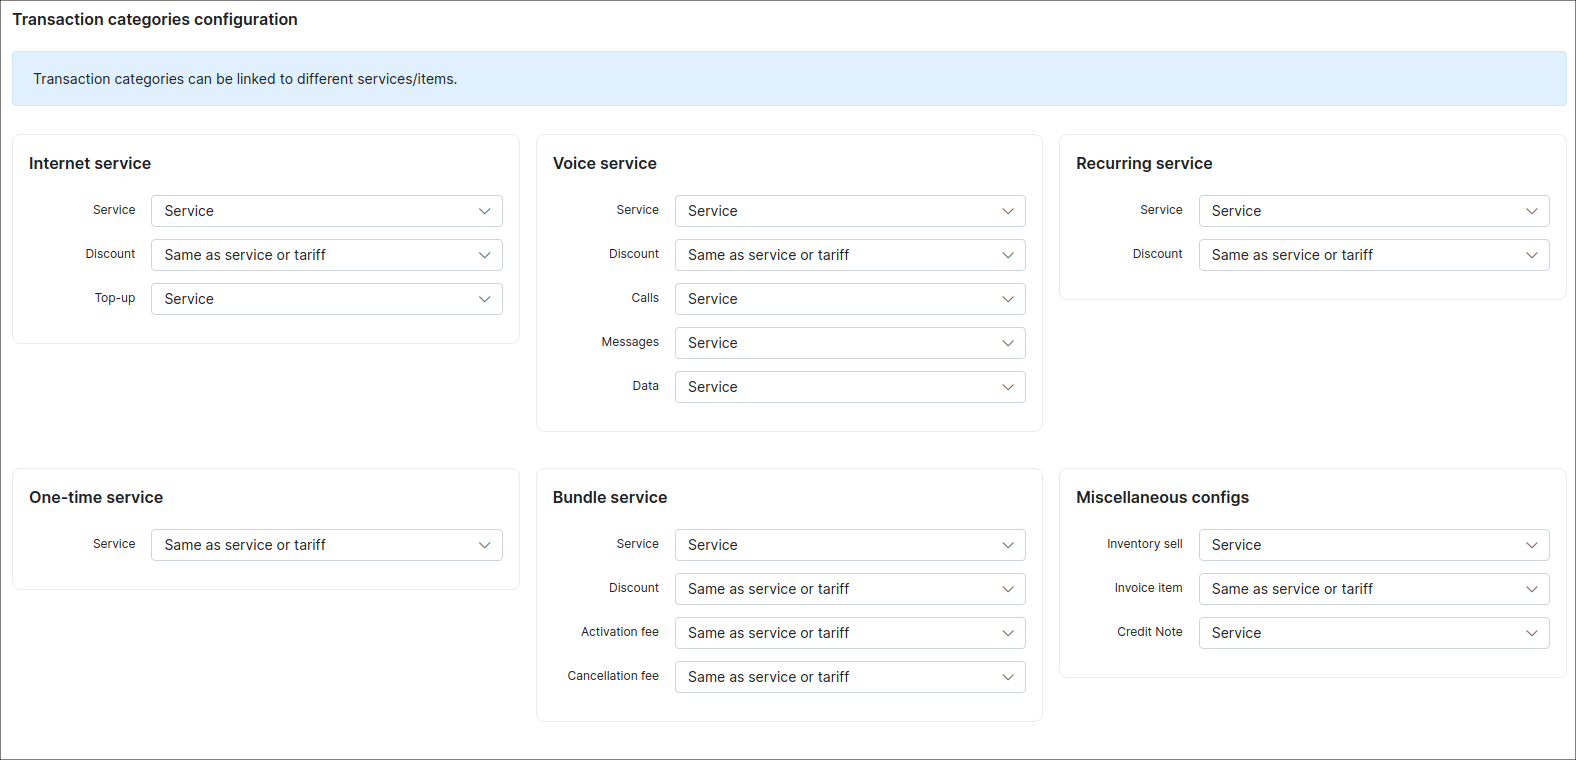 Transaction categories configuration
Transaction categories can be linked to different services/items.
Internet service
Service Service
Discount Same as service or tariff
Top-up Service
Voice service
Service Service
Discount Same as service or tariff
Calls Service
Messages Service
Data Service
Recurring service
Service Service
Discount Same as service or tariff
One-time service
Service Same as service or tariff
Bundle service
Service Service
Discount Same as service or tariff
Activation fee Same as service or tariff
Cancellation fee Same as service or tariff
Miscellaneous configs
Inventory sell Service
Invoice item Same as service or tariff
Credit Note Service